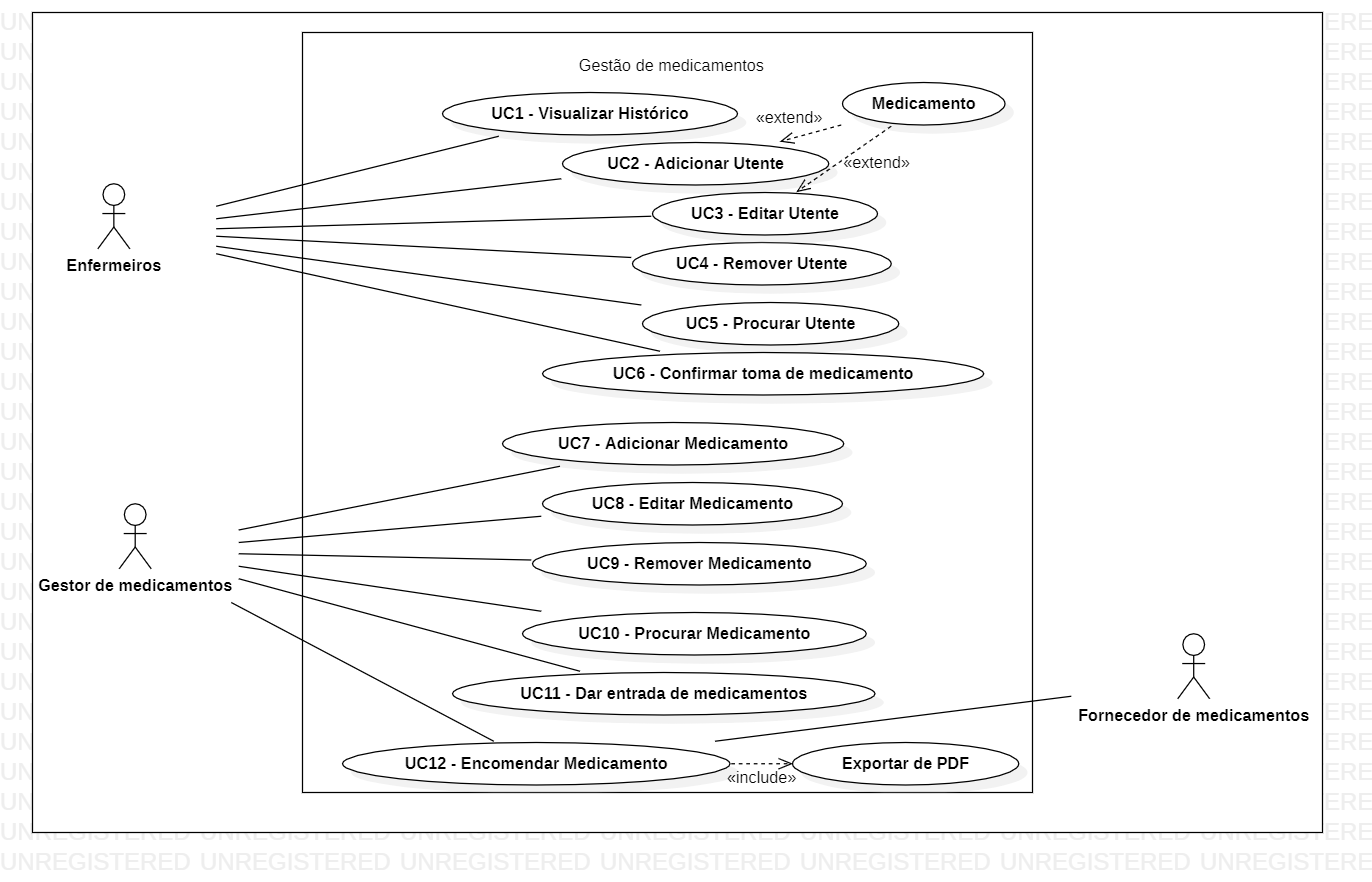 Gestão de medicamentos
Medicamento
UC1 - Visualizar Histórico
«extend»
UC2 - Adicionar Utente
«extend»
UC3 - Editar Utente
Enfermeiros
UC4 - Remover Utente
UC5 - Procurar Utente
UC6 - Confirmar toma de medicamento
UC7 - Adicionar Medicamento
UC8 - Editar Medicamento
UC9 - Remover Medicamento
Gestor de medicamentos
UC10 - Procurar Medicamento
UC11 - Dar entrada de medicamentos
Fornecedor de medicamentos
UC12 - Encomendar Medicamento
Exportar de PDF
«include»
UNREGISTERED UNREGISTERED UNREGISTERED UNREGISTERED UNREGISTERED UNREGISTERED UNREGISTERED